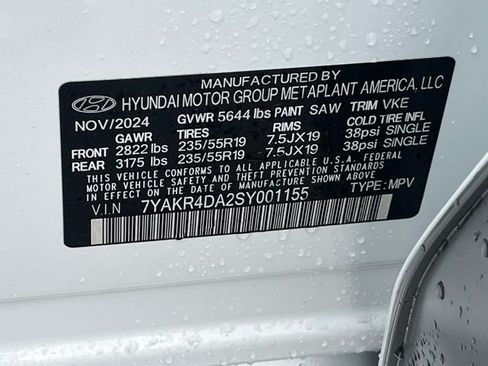 MANUFACTURED BY
HYUNDAI MOTOR GROUP METAPLANT AMERICA, LLC
NOV/2024 GVWR 5644 lbs PAINT SAW TRIM VKE
GAWR TIRES RIMS COLD TIRE INFL
FRONT 2822 lbs 235/55R19 7.5JX19 38psi SINGLE
REAR 3175 lbs 235/55R19 7.5JX19 38psi SINGLE
THIS VEHICLE CONFORMS TO ALL APPLICABLE U.S.A. FEDERAL
MOTOR VEHICLE SAFETY AND THEFT PREVENTION STANDARDS
IN EFFECT ON THE DATE OF MANUFACTURE SHOWN ABOVE.
V.I.N 7YAKR4DA2SY001155 TYPE : MPV